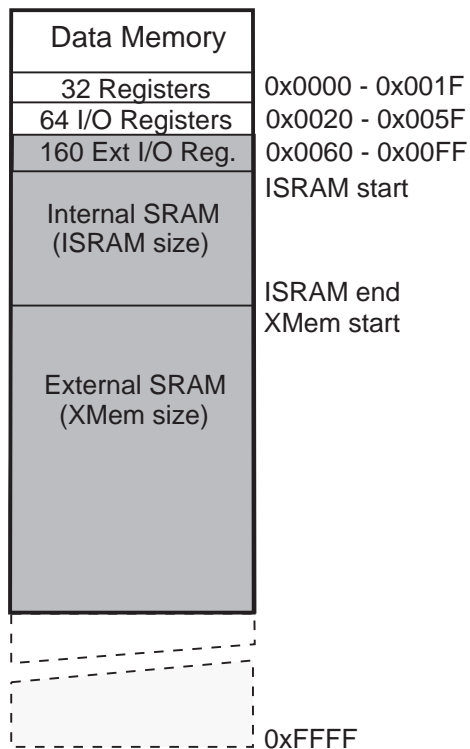 Data Memory
32 Registers 0x0000 - 0x001F
64 I/O Registers 0x0020 - 0x005F
160 Ext I/O Reg. 0x0060 - 0x00FF
ISRAM start
Internal SRAM
(ISRAM size)
ISRAM end
XMem start
External SRAM
(XMem size)
0xFFFF